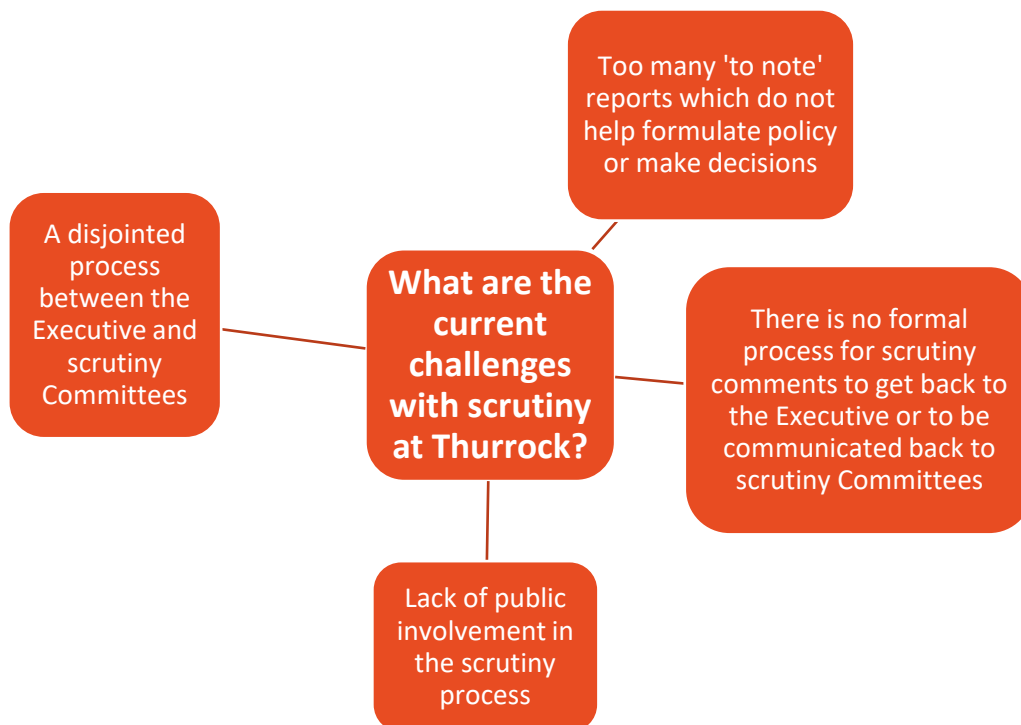 Too many 'to note'
reports which do not
help formulate policy
or make decisions
A disjointed
process
between the
Executive and
scrutiny
Committees
What are the
current
challenges
with scrutiny
at Thurrock?
There is no formal
process for scrutiny
comments to get back to
the Executive or to be
communicated back to
scrutiny Committees
Lack of public
involvement in
the scrutiny
process